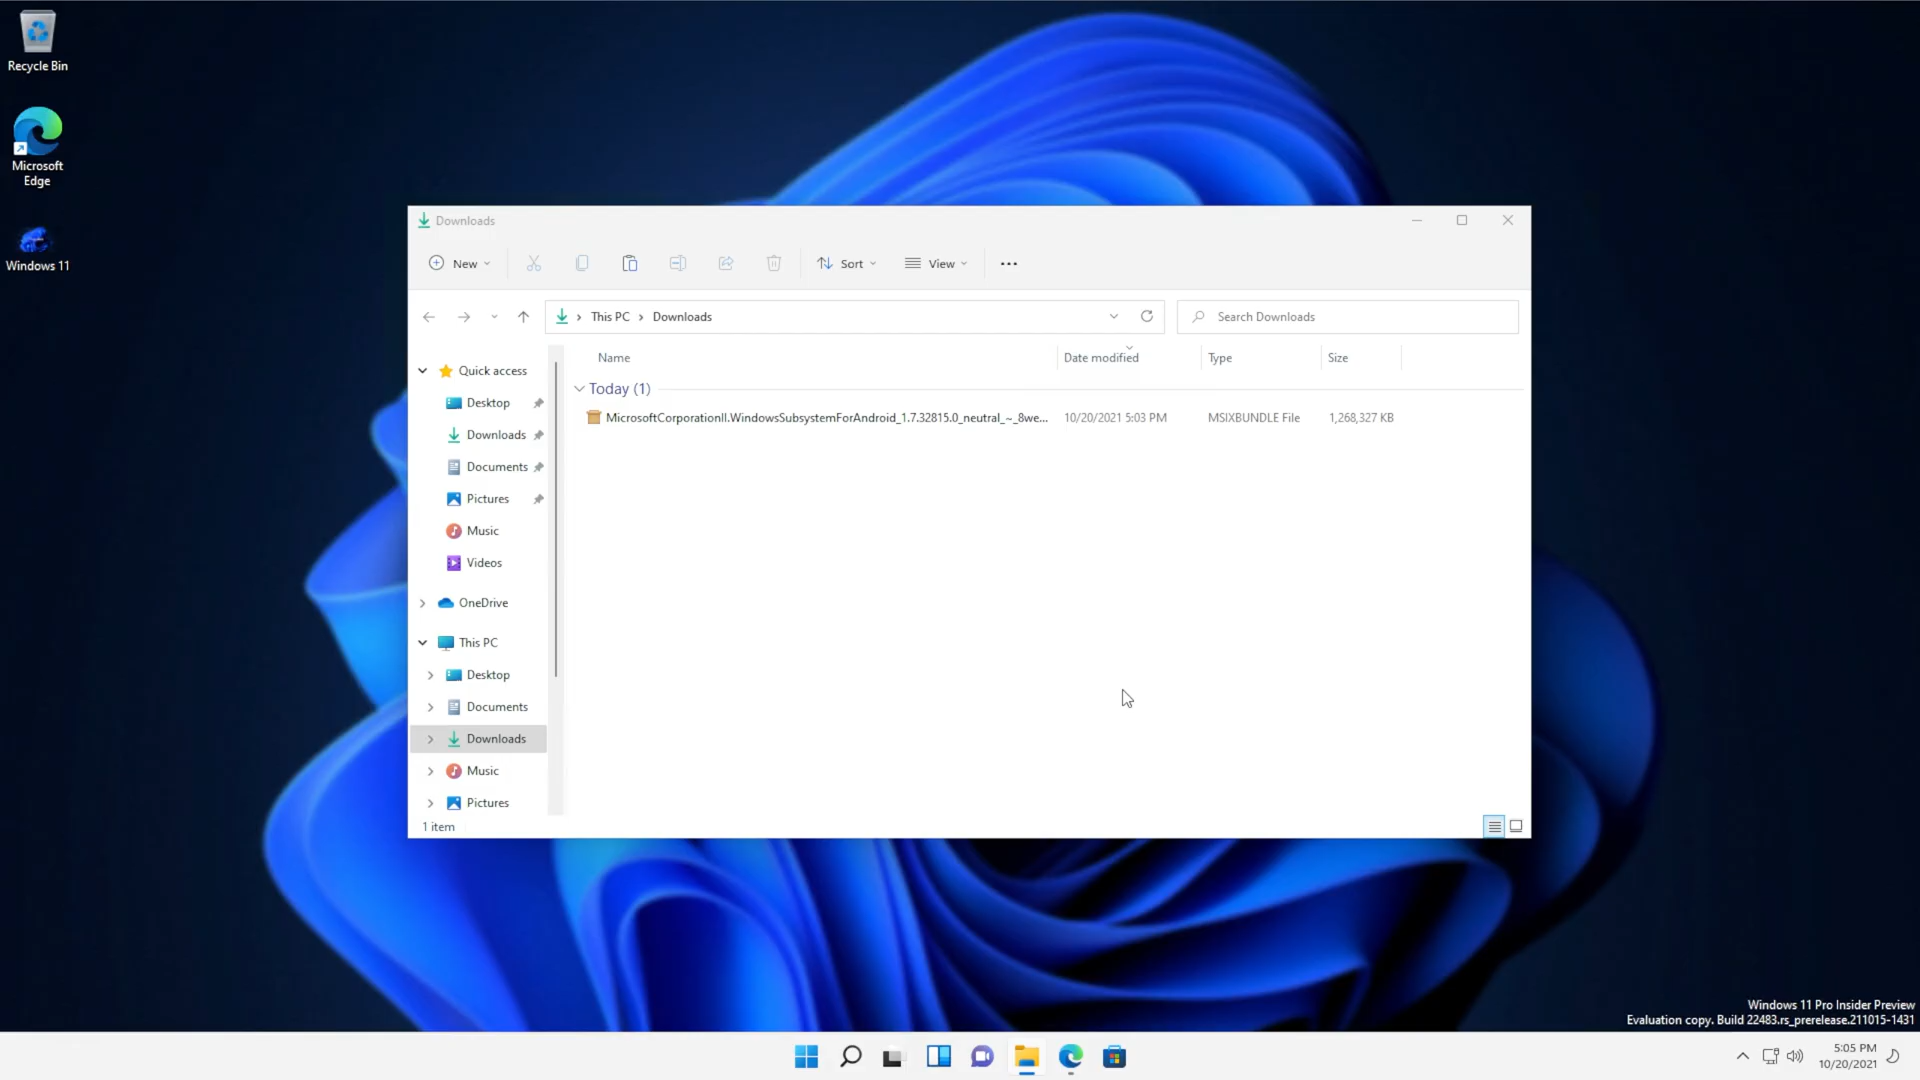 Recycle Bin
Microsoft
Edge
Windows 11
Downloads
New
Sort
View
This PC
Downloads
Search Downloads
Name
Date modified
Type
Size
Quick access
Desktop
Downloads
Documents
Pictures
Music
Videos
OneDrive
This PC
Desktop
Documents
Downloads
Music
Pictures
Today (1)
MicrosoftCorporationII.WindowsSubsystemForAndroid_1.7.32815.0_neutral_~_8we...
10/20/2021 5:03 PM
MSIXBUNDLE File
1,268,327 KB
1 item
Windows 11 Pro Insider Preview
Evaluation copy. Build 22483.rs_prerelease.211015-1431
5:05 PM
10/20/2021